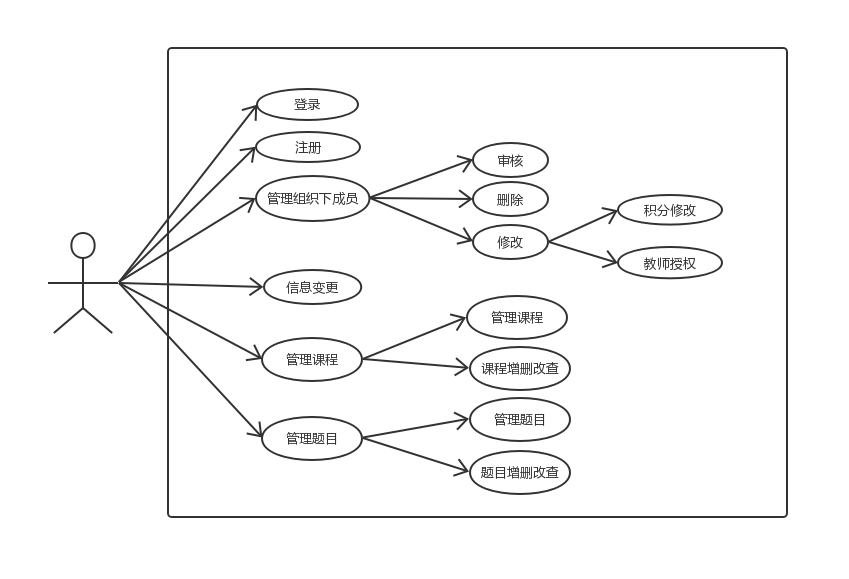 登录
注册
管理组织下成员
审核
删除
修改
积分修改
教师授权
信息变更
管理课程
管理课程
课程增删改查
管理题目
管理题目
题目增删改查